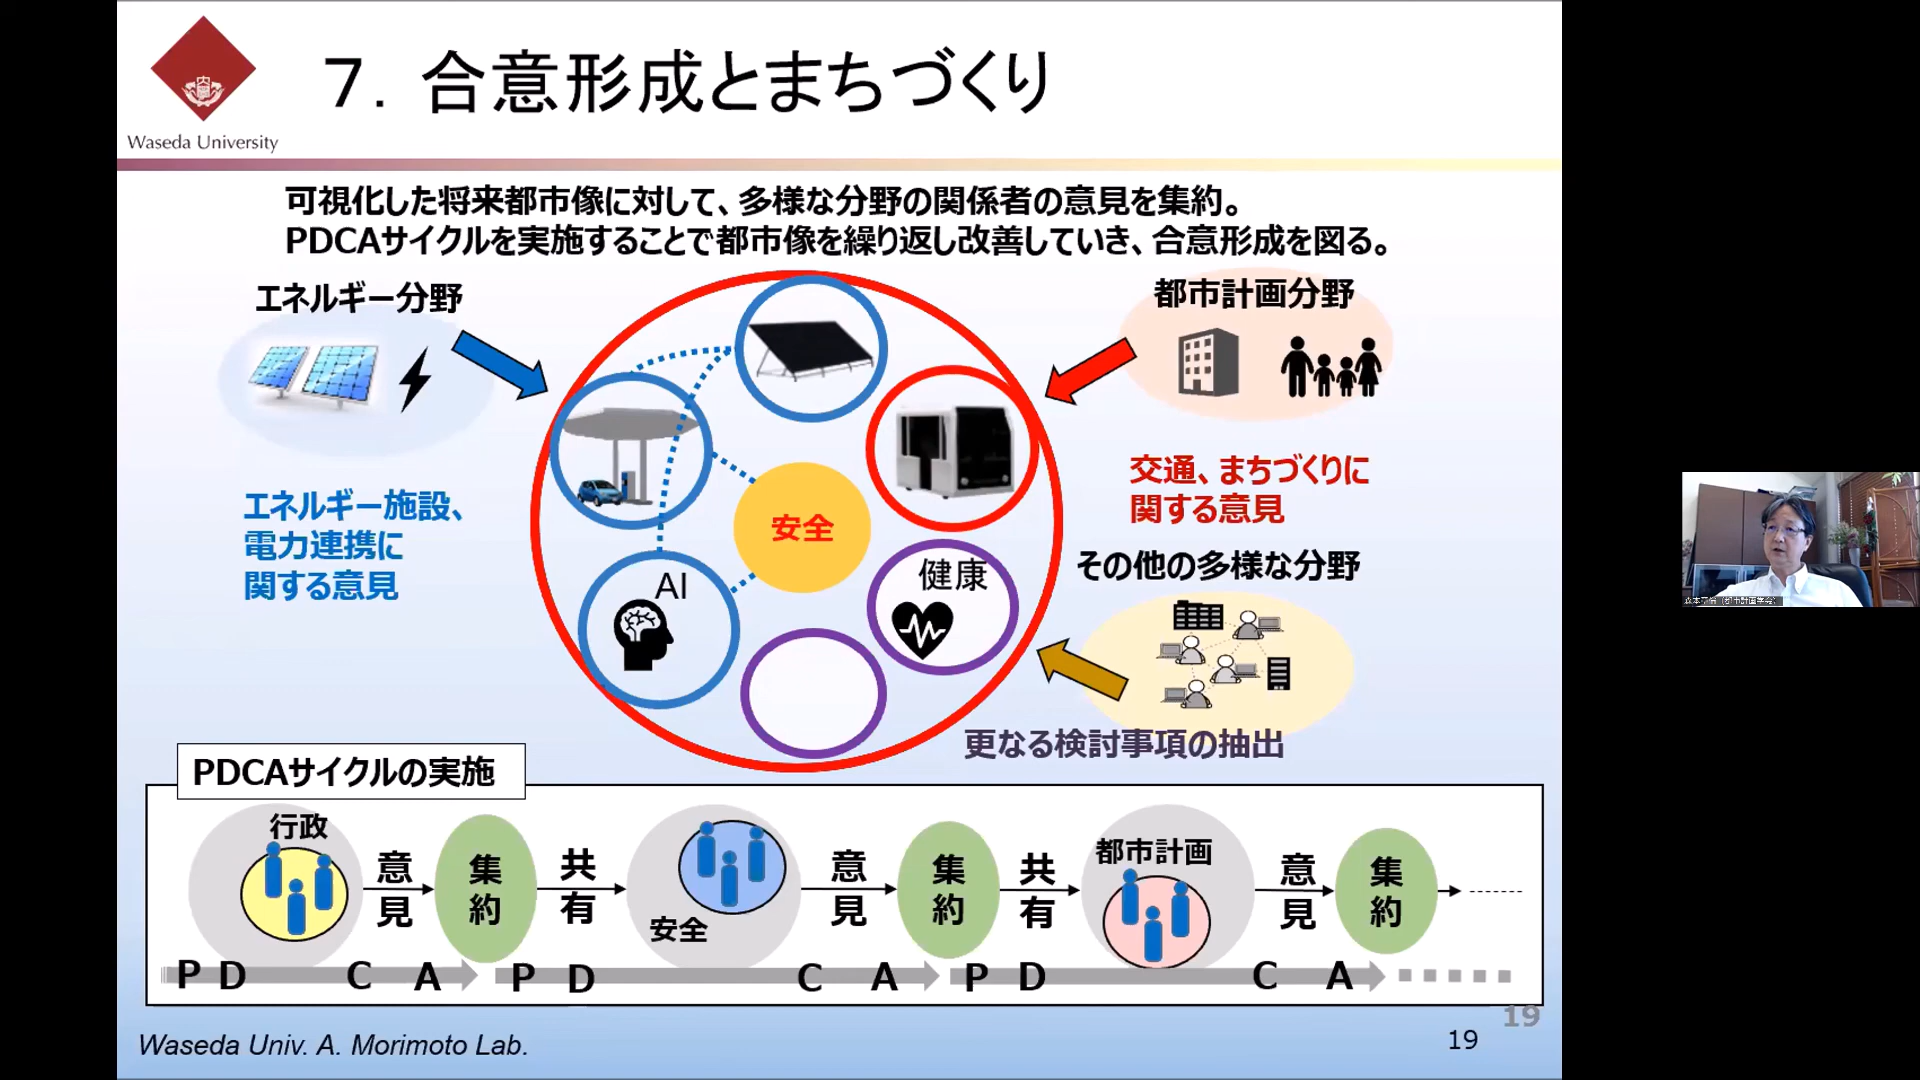 Waseda University
７．合意形成とまちづくり
可視化した将来都市像に対して、多様な分野の関係者の意見を集約。
PDCAサイクルを実施することで都市像を繰り返し改善していき、合意形成を図る。
エネルギー分野
エネルギー施設、
電力連携に
関する意見
安全
AI
健康
都市計画分野
交通、まちづくりに
関する意見
その他の多様な分野
更なる検討事項の抽出
PDCAサイクルの実施
行政
意見
集約
共有
安全
意見
集約
共有
都市計画
意見
集約
P D C A P D C A P D C A
Waseda Univ. A. Morimoto Lab.
19
19